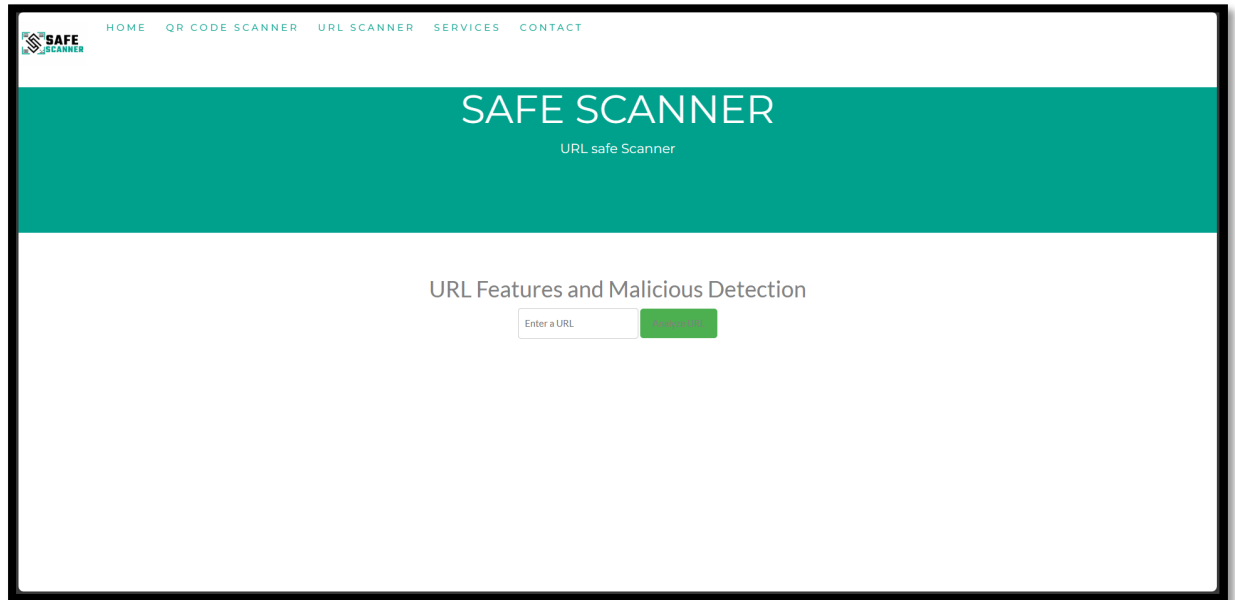 SAFE
SCANNER
HOME QR CODE SCANNER URL SCANNER SERVICES CONTACT
SAFE SCANNER
URL safe Scanner
URL Features and Malicious Detection
Enter a URL